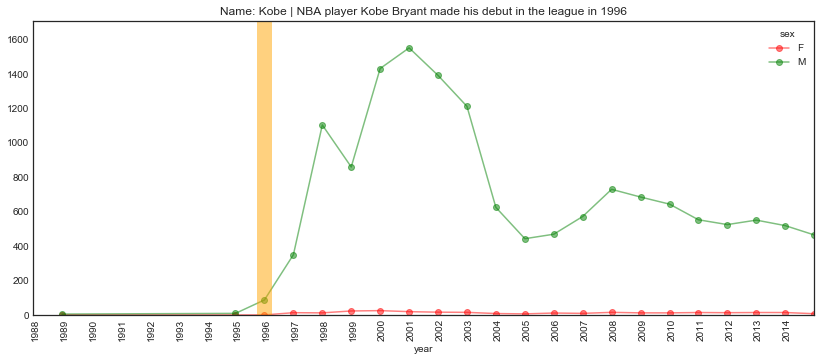 Name: Kobe | NBA player Kobe Bryant made his debut in the league in 1996
sex
F
M
1600
1400
1200
1000
800
600
400
200
0
1988 1989 1990 1991 1992 1993 1994 1995 1996 1997 1998 1999 2000 2001 2002 2003 2004 2005 2006 2007 2008 2009 2010 2011 2012 2013 2014
year